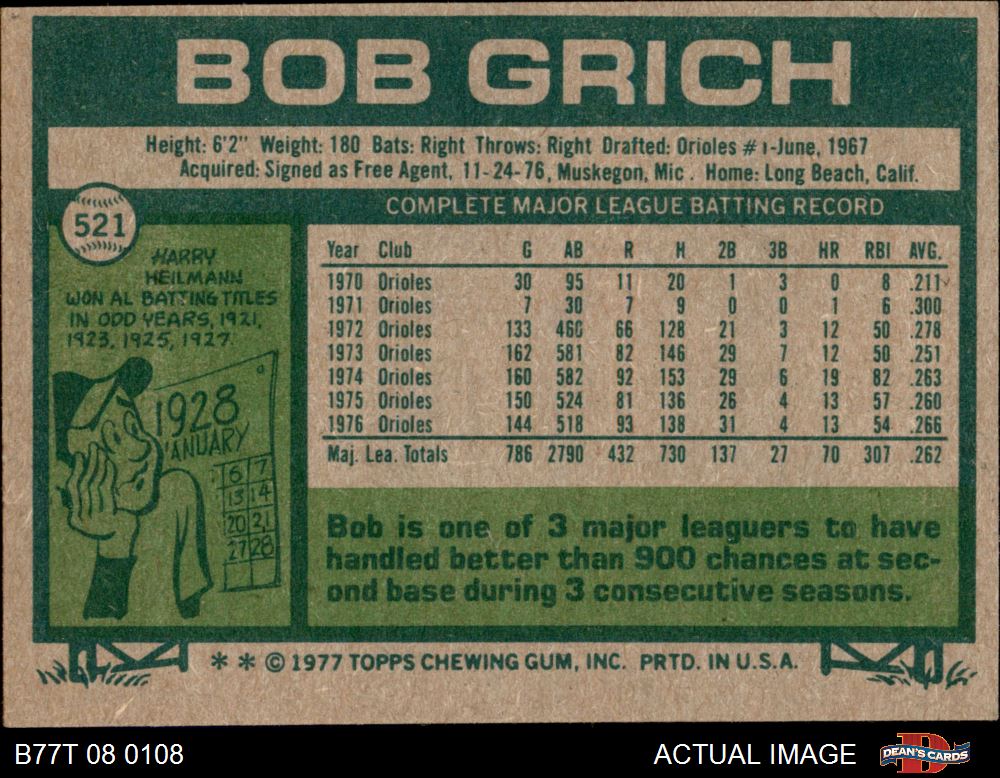 BOB GRICH
Height: 6'2" Weight: 180 Bats: Right Throws: Right Drafted: Orioles #1-June, 1967
Acquired: Signed as Free Agent, 11-24-76, Muskegon, Mic. Home: Long Beach, Calif.
521
COMPLETE MAJOR LEAGUE BATTING RECORD
HARRY
HEILMANN
WON AL BATTING TITLES
IN ODD YEARS, 1921,
1923, 1925, 1927.
1928
JANUARY
6 7
13 14
20 21
27 28
Year Club G AB R H 2B 3B HR RBI AVG.
1970 Orioles 30 95 11 20 1 3 0 8 .211
1971 Orioles 7 30 7 9 0 0 1 6 .300
1972 Orioles 133 460 66 128 21 3 12 50 .278
1973 Orioles 162 581 82 146 29 7 12 50 .251
1974 Orioles 160 582 92 153 29 6 19 82 .263
1975 Orioles 150 524 81 136 26 4 13 57 .260
1976 Orioles 144 518 93 138 31 4 13 54 .266
Maj. Lea. Totals 786 2790 432 730 137 27 70 307 .262
Bob is one of 3 major leaguers to have
handled better than 900 chances at sec-
ond base during 3 consecutive seasons.
* * © 1977 TOPPS CHEWING GUM, INC. PRTD. IN U.S.A.
B77T 08 0108 ACTUAL IMAGE DEAN'S CARDS